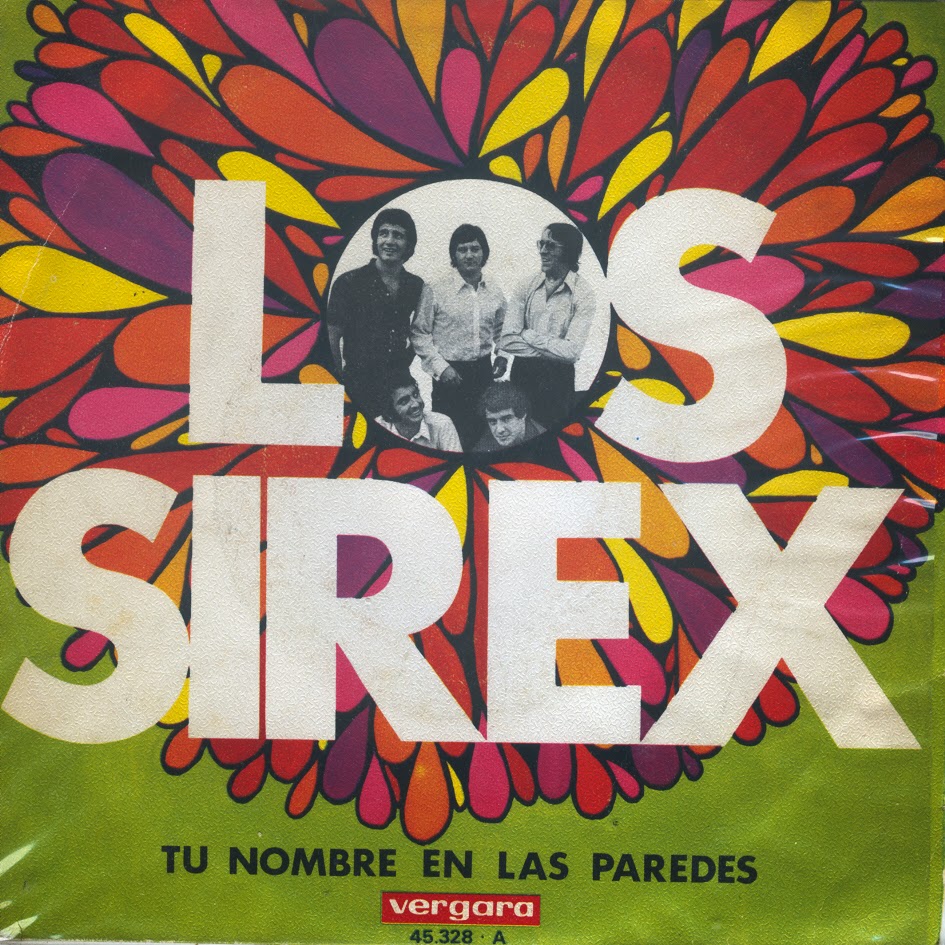 LOS
SIREX
TU NOMBRE EN LAS PAREDES
vergara
45.328 · A